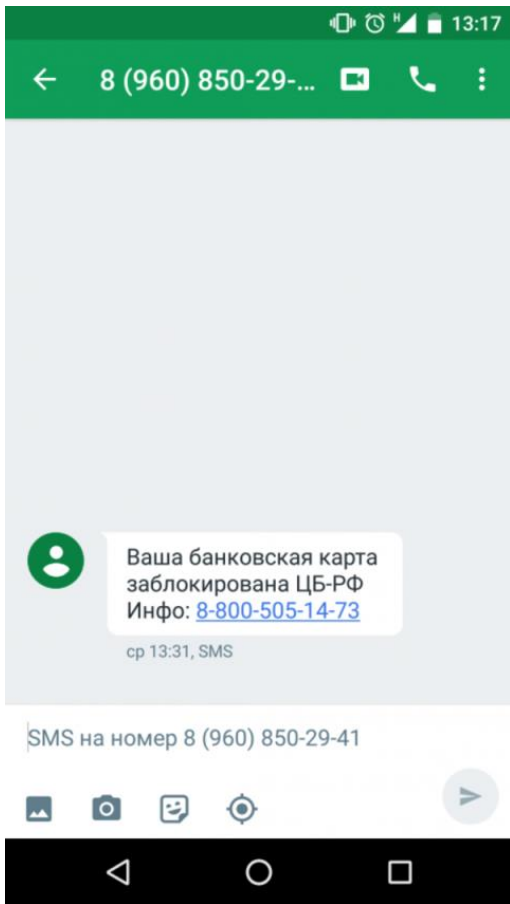 13:17
8 (960) 850-29-...
Ваша банковская карта
заблокирована ЦБ-РФ
Инфо: 8-800-505-14-73
ср 13:31, SMS
SMS на номер 8 (960) 850-29-41